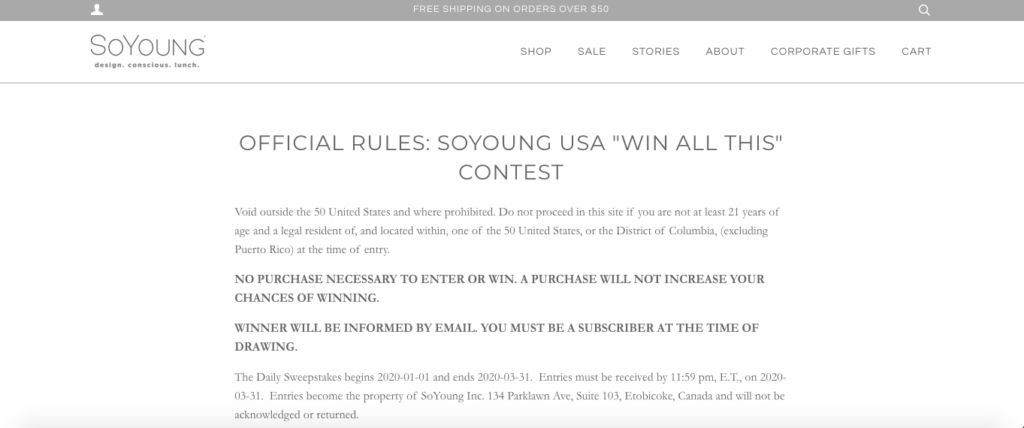 FREE SHIPPING ON ORDERS OVER $50
SOYOUNG
design. conscious. lunch.
SHOP SALE STORIES ABOUT CORPORATE GIFTS CART
OFFICIAL RULES: SOYOUNG USA "WIN ALL THIS"
CONTEST
Void outside the 50 United States and where prohibited. Do not proceed in this site if you are not at least 21 years of
age and a legal resident of, and located within, one of the 50 United States, or the District of Columbia, (excluding
Puerto Rico) at the time of entry.
NO PURCHASE NECESSARY TO ENTER OR WIN. A PURCHASE WILL NOT INCREASE YOUR
CHANCES OF WINNING.
WINNER WILL BE INFORMED BY EMAIL. YOU MUST BE A SUBSCRIBER AT THE TIME OF
DRAWING.
The Daily Sweepstakes begins 2020-01-01 and ends 2020-03-31. Entries must be received by 11:59 pm, E.T., on 2020-
03-31. Entries become the property of SoYoung Inc. 134 Parklawn Ave, Suite 103, Etobicoke, Canada and will not be
acknowledged or returned.